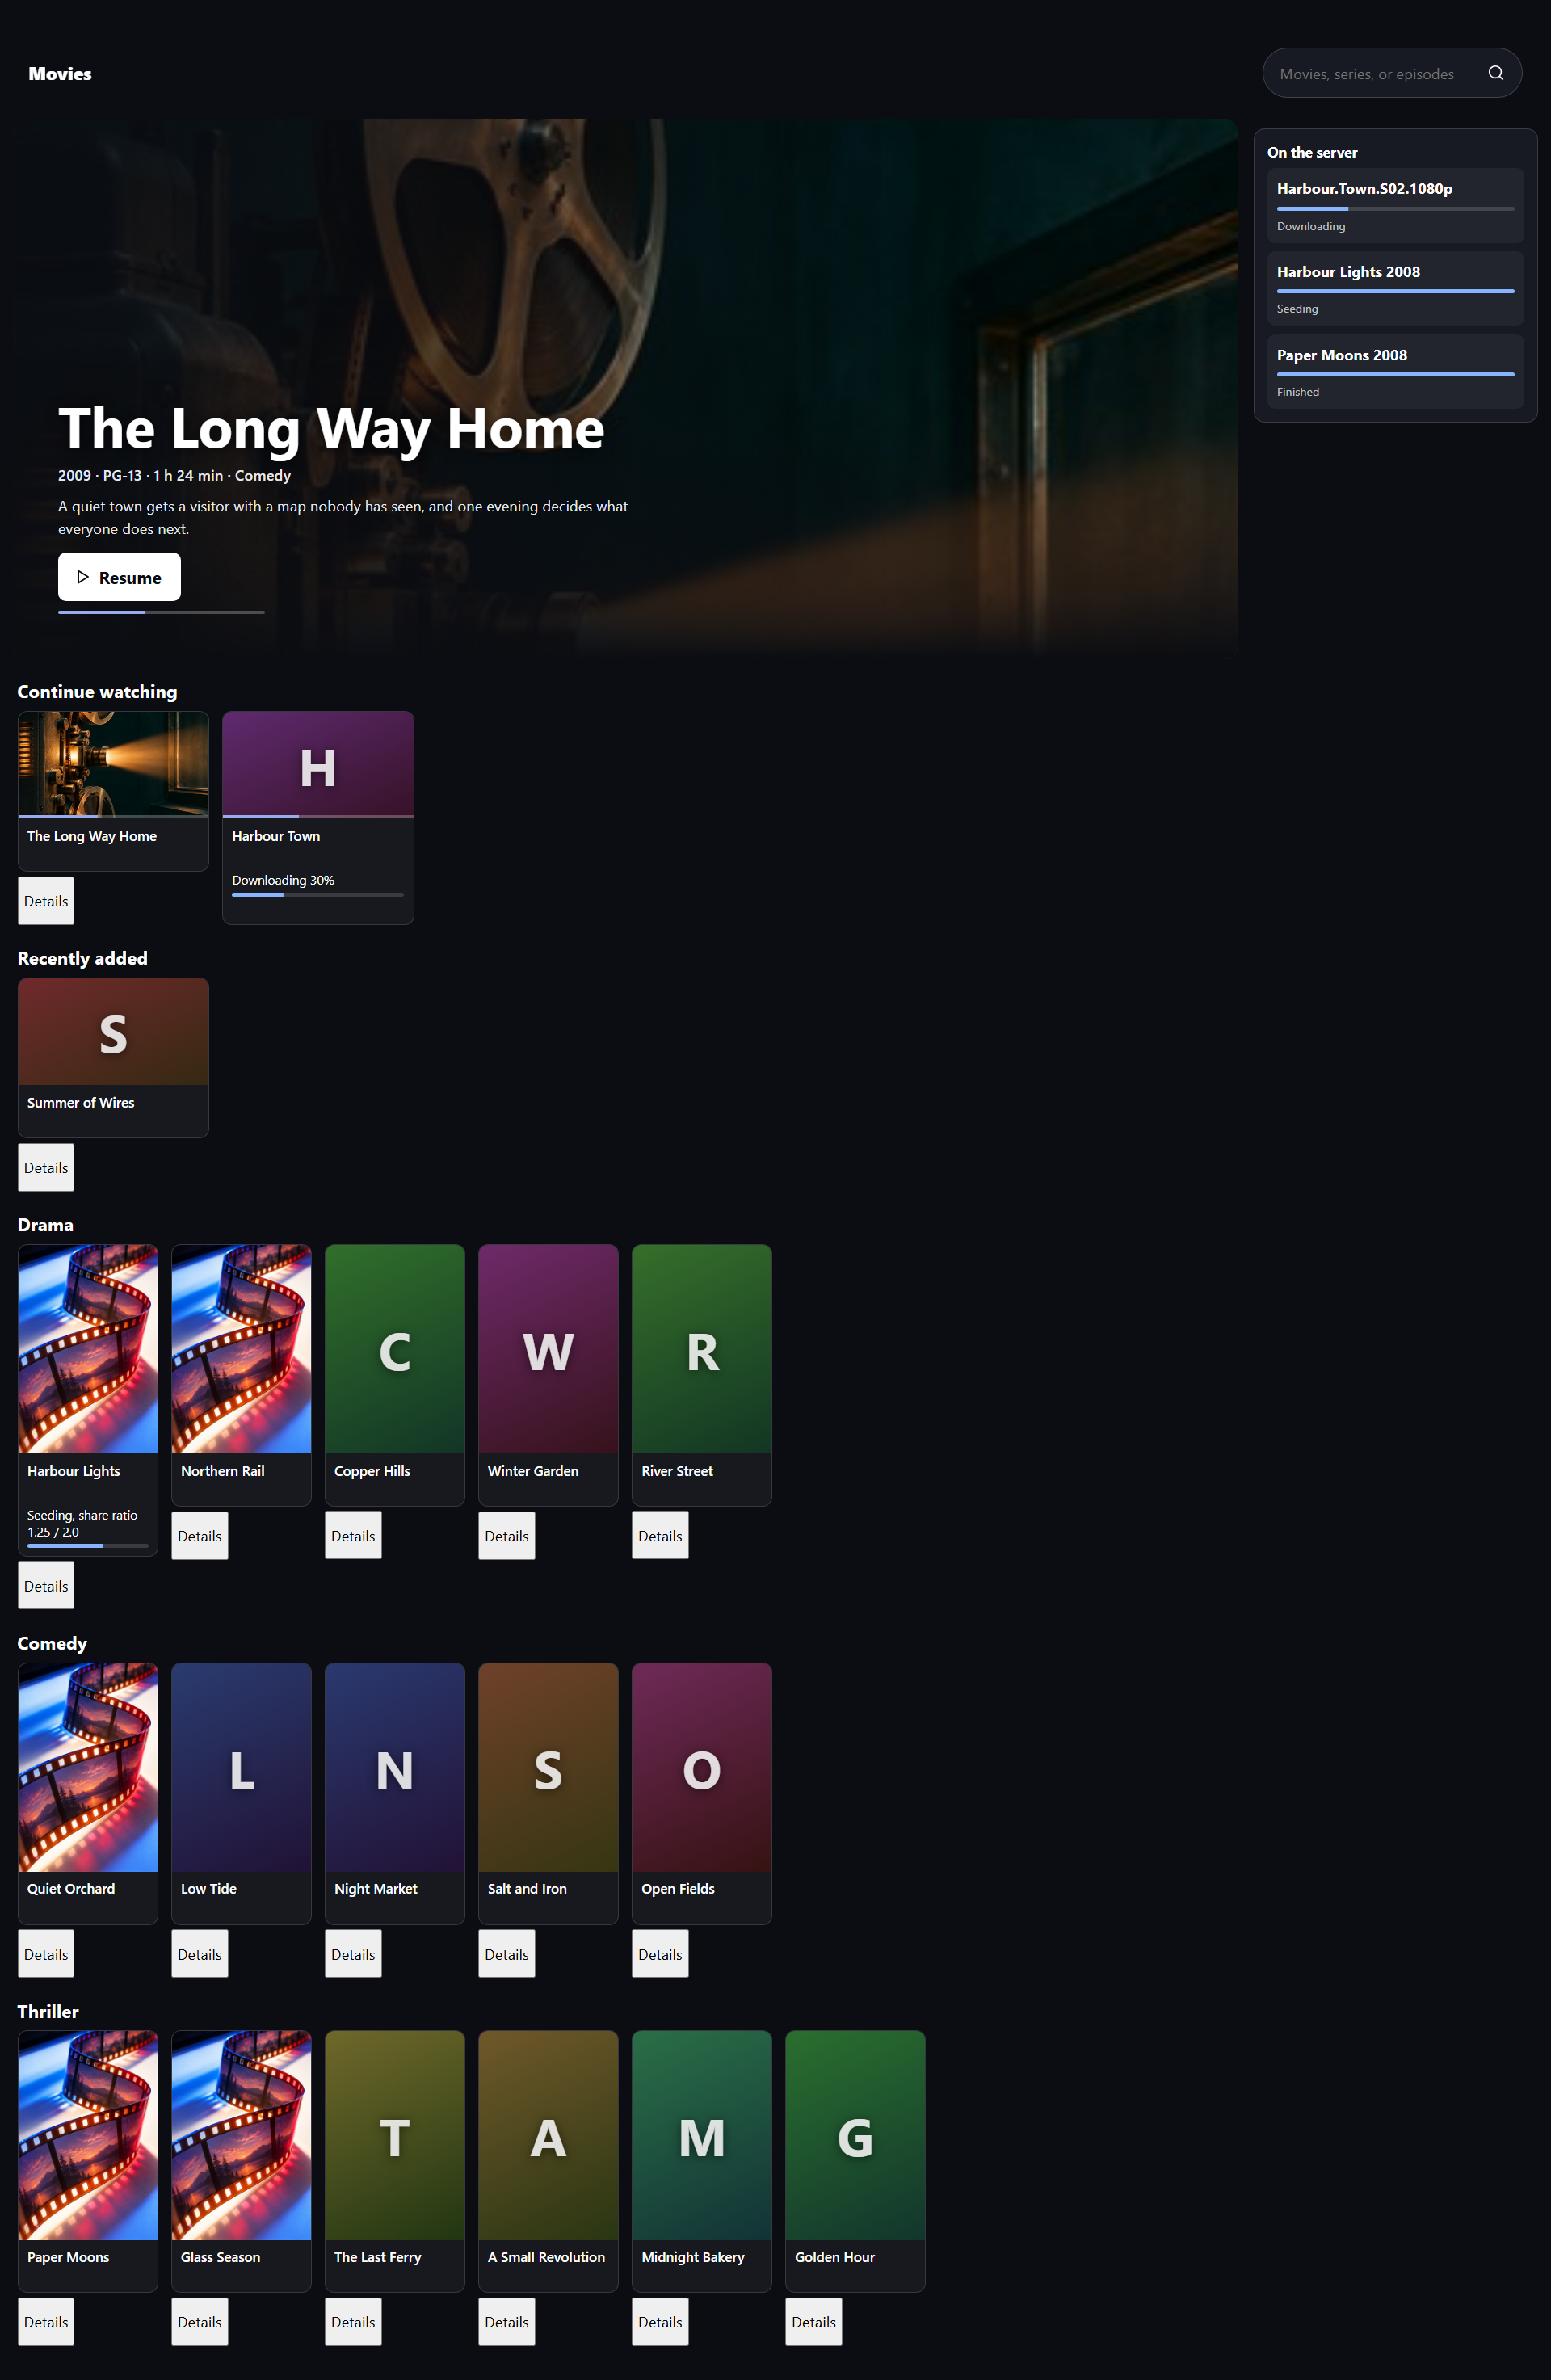 Movies
Movies, series, or episodes
The Long Way Home
2009 · PG-13 · 1 h 24 min · Comedy
A quiet town gets a visitor with a map nobody has seen, and one evening decides what
everyone does next.
Resume
On the server
Harbour.Town.S02.1080p
Downloading
Harbour Lights 2008
Seeding
Paper Moons 2008
Finished
Continue watching
H
The Long Way Home
Harbour Town
Downloading 30%
Details
Recently added
S
Summer of Wires
Details
Drama
C
W
R
Harbour Lights
Northern Rail
Copper Hills
Winter Garden
River Street
Seeding, share ratio
1.25 / 2.0
Details
Details
Details
Details
Details
Comedy
L
N
S
O
Quiet Orchard
Low Tide
Night Market
Salt and Iron
Open Fields
Details
Details
Details
Details
Details
Thriller
T
A
M
G
Paper Moons
Glass Season
The Last Ferry
A Small Revolution
Midnight Bakery
Golden Hour
Details
Details
Details
Details
Details
Details